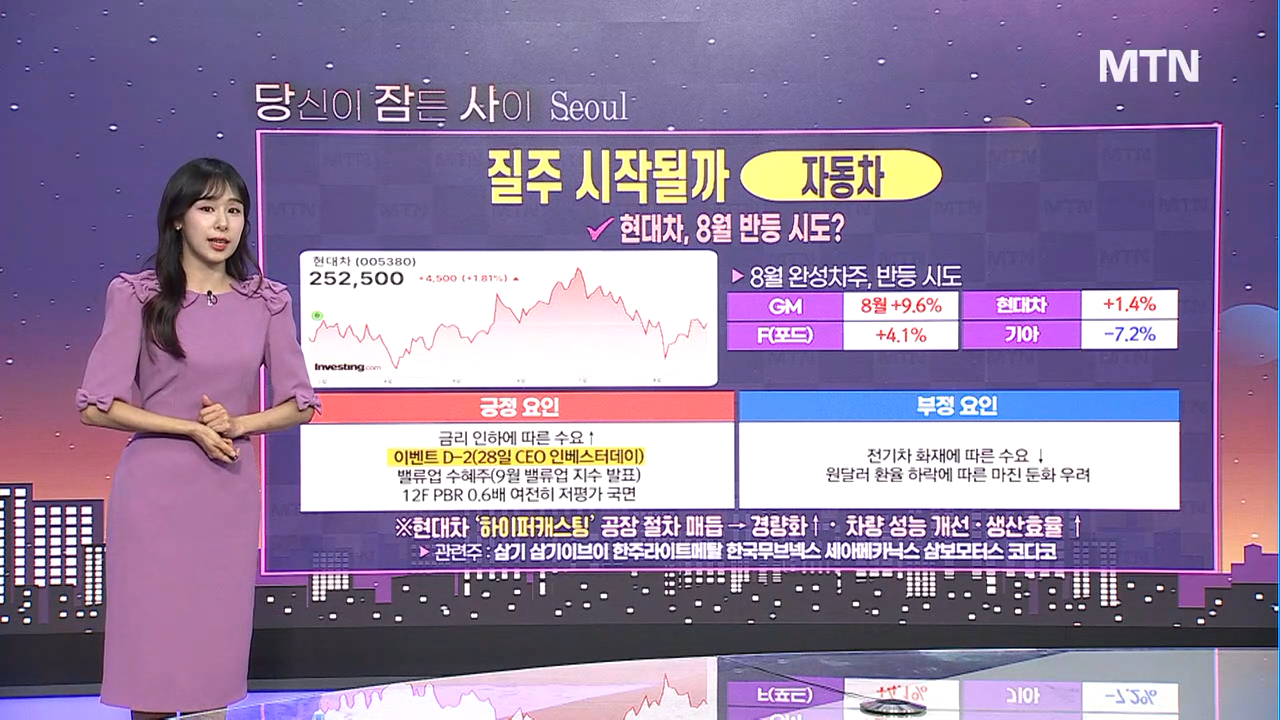 MTN
당신이 잠든 사이 Seoul
질주 시작될까 자동차
✓ 현대차, 8월 반등 시도?
현대차 (005380)
252,500 +4,500 (+1.81%) ▲
Investing.com
▶ 8월 완성차주, 반등 시도
GM 8월 +9.6% 현대차 +1.4%
F(포드) +4.1% 기아 -7.2%
긍정 요인
금리 인하에 따른 수요↑
이벤트 D-2(28일 CEO 인베스터데이)
밸류업 수혜주(9월 밸류업 지수 발표)
12F PBR 0.6배 여전히 저평가 국면
부정 요인
전기차 화재에 따른 수요 ↓
원달러 환율 하락에 따른 마진 둔화 우려
※현대차 '하이퍼캐스팅' 공장 절차 매듭→경량화↑· 차량 성능 개선·생산효율 ↑
▶ 관련주 : 삼기 삼기이브이 한주라이트메탈 한국무브넥스 세아메카닉스 삼보모터스 코다코